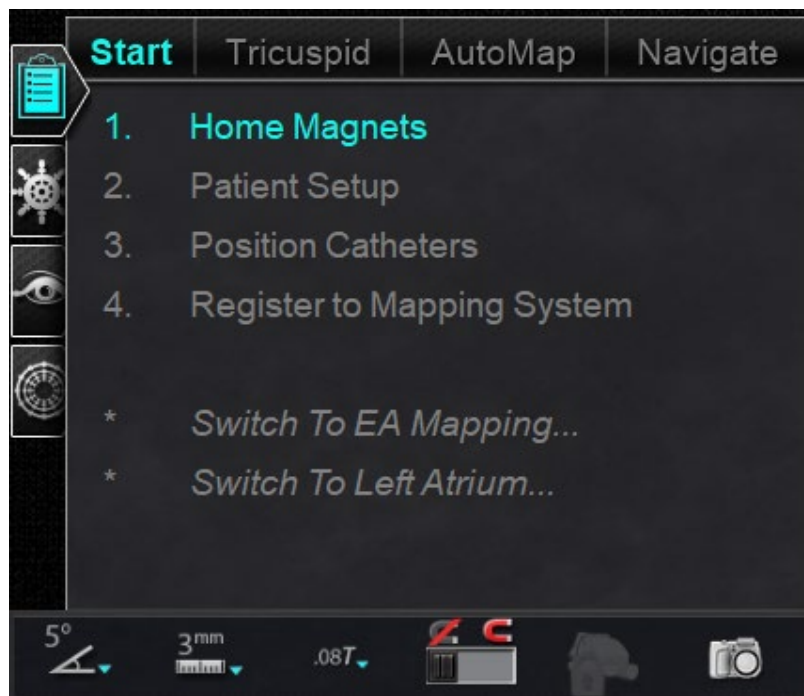 Start Tricuspid AutoMap Navigate
1. Home Magnets
2. Patient Setup
3. Position Catheters
4. Register to Mapping System
* Switch To EA Mapping...
* Switch To Left Atrium...
5° 3mm .08T